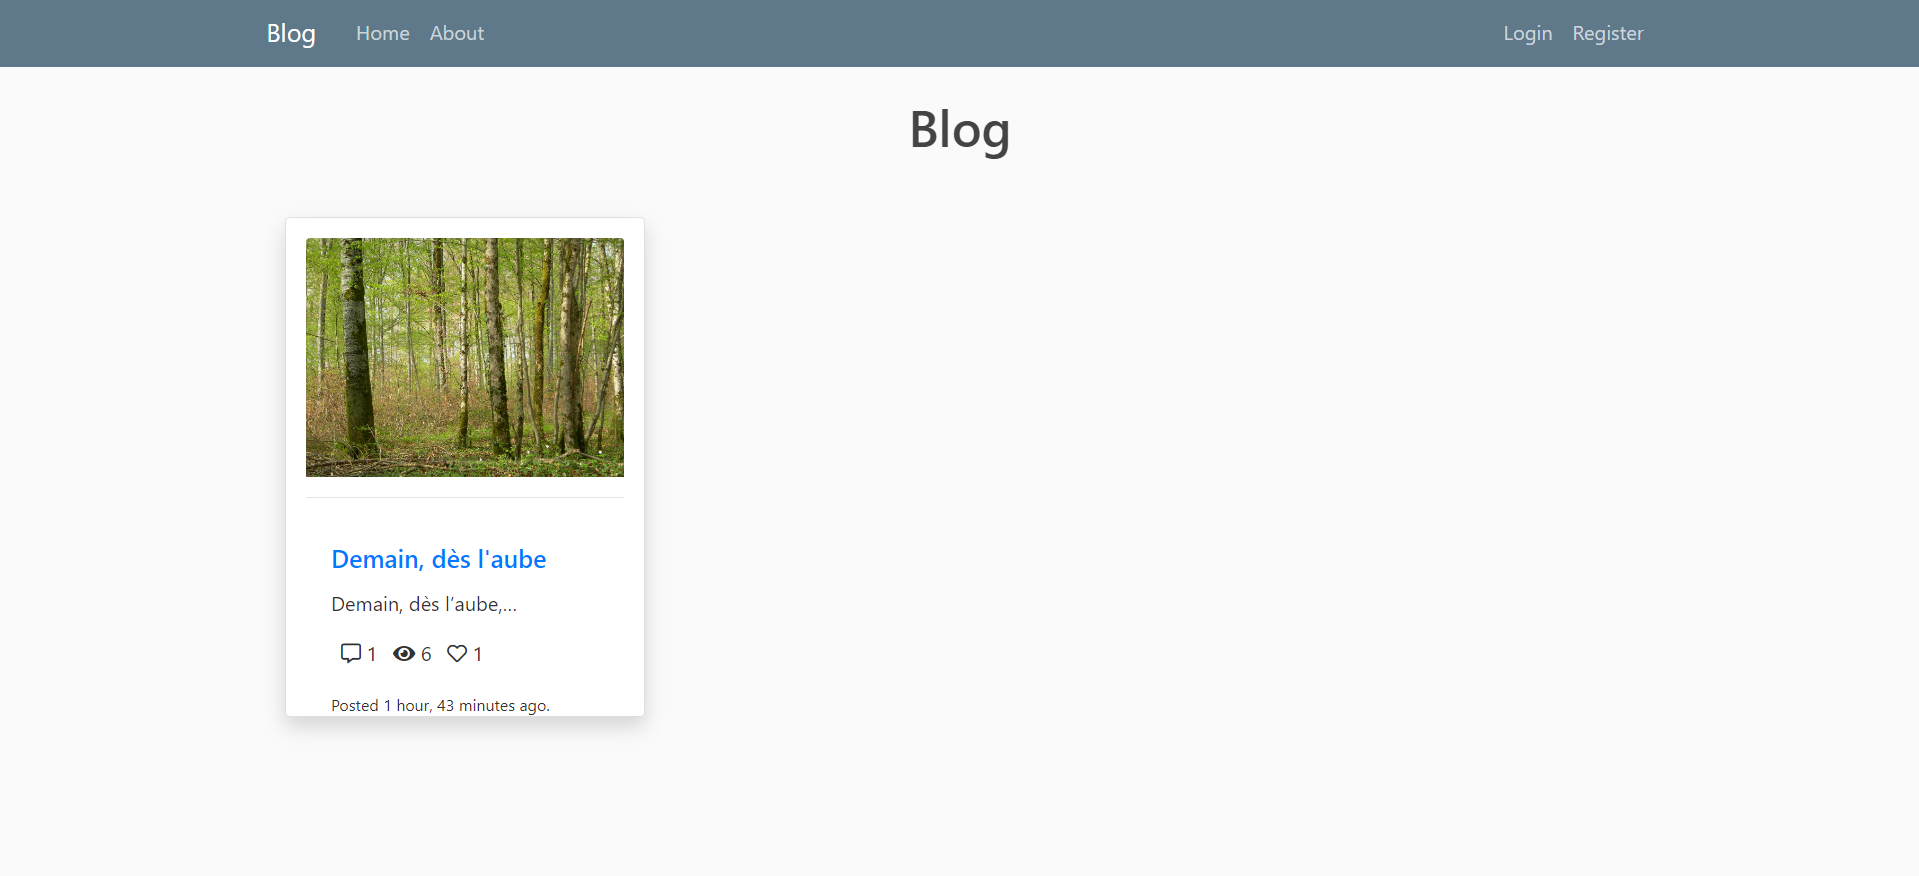 Blog Home About Login Register
Blog
Demain, dès l'aube
Demain, dès l’aube,...
1 6 1
Posted 1 hour, 43 minutes ago.